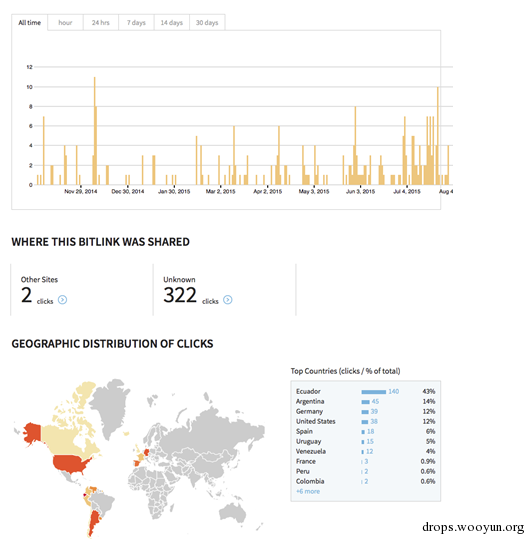 All time hour 24 hrs 7 days 14 days 30 days
12
10
8
6
4
2
0
Nov 29, 2014 Dec 30, 2014 Jan 30, 2015 Mar 2, 2015 Apr 2, 2015 May 3, 2015 Jun 3, 2015 Jul 4, 2015 Aug 4
WHERE THIS BITLINK WAS SHARED
Other Sites Unknown
2 clicks 322 clicks
GEOGRAPHIC DISTRIBUTION OF CLICKS
Top Countries (clicks / % of total)
Ecuador 140 43%
Argentina 45 14%
Germany 39 12%
United States 38 12%
Spain 18 6%
Uruguay 15 5%
Venezuela 12 4%
France 3 0.9%
Peru 2 0.6%
Colombia 2 0.6%
+6 more
drops.wooyun.org